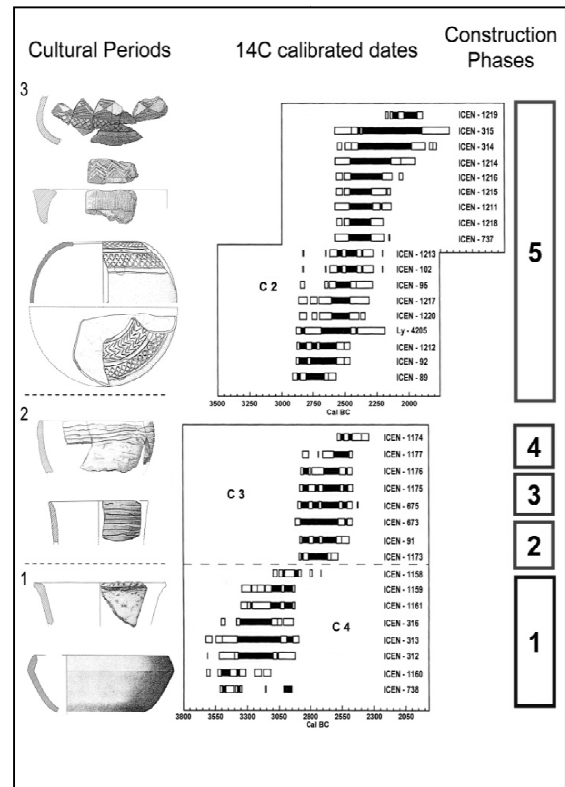 Cultural Periods
14C calibrated dates
Construction Phases
3
ICEN - 1219
ICEN - 315
ICEN - 314
ICEN - 1214
ICEN - 1216
ICEN - 1215
ICEN - 1211
ICEN - 1218
ICEN - 737
ICEN - 1213
ICEN - 102
ICEN - 95
ICEN - 1217
ICEN - 1220
Ly - 4205
ICEN - 1212
ICEN - 92
ICEN - 89
C 2
5
3500 3000 2500 2000
Cal BC
2
ICEN - 1174
ICEN - 1177
ICEN - 1176
ICEN - 1175
ICEN - 675
ICEN - 673
ICEN - 91
ICEN - 1173
C 3
4
3
2
1
ICEN - 1158
ICEN - 1159
ICEN - 1161
ICEN - 316
ICEN - 313
ICEN - 312
ICEN - 1160
ICEN - 738
C 4
1
3800 3550 3300 3050 2800 2550 2300 2050
Cal BC